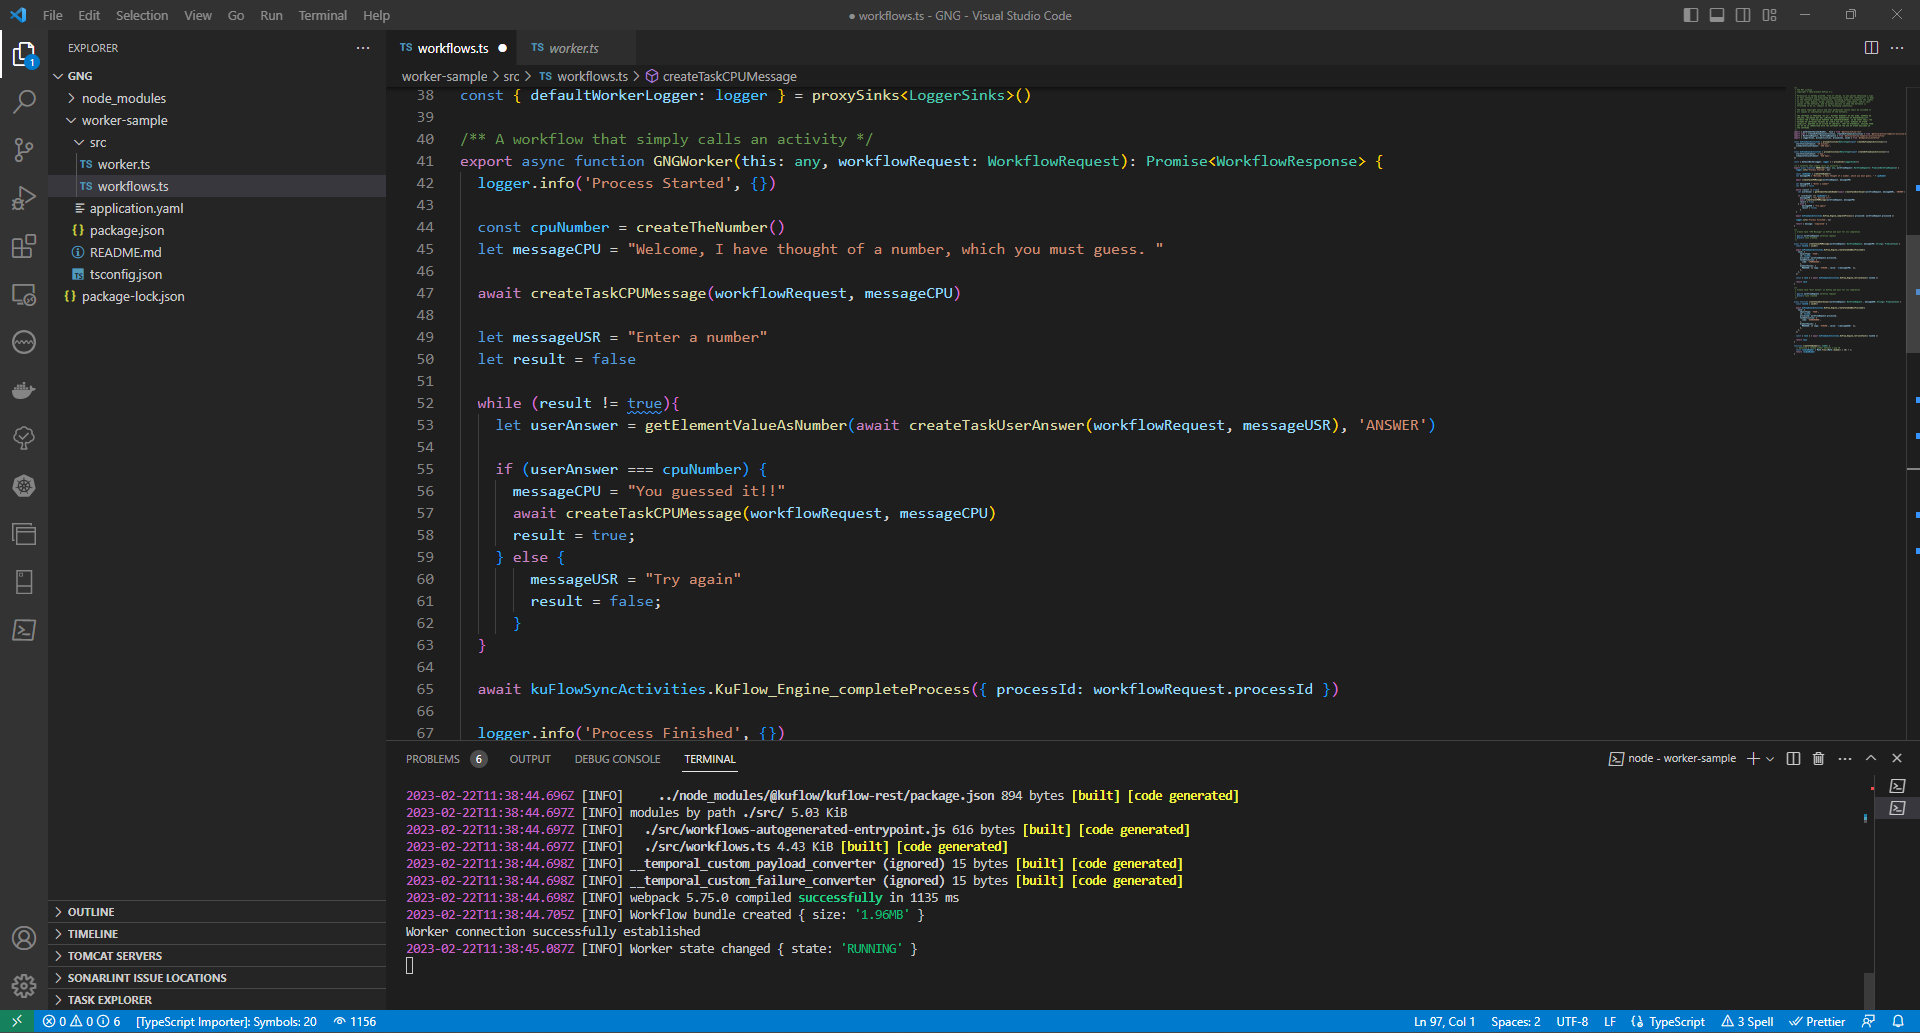 File Edit Selection View Go Run Terminal Help
● workflows.ts - GNG - Visual Studio Code
EXPLORER
GNG
node_modules
worker-sample
src
TS worker.ts
TS workflows.ts
application.yaml
{} package.json
README.md
TS tsconfig.json
{} package-lock.json
OUTLINE
TIMELINE
TOMCAT SERVERS
SONARLINT ISSUE LOCATIONS
TASK EXPLORER
1
TS workflows.ts ● TS worker.ts
worker-sample > src > TS workflows.ts > createTaskCPUMessage
38 const { defaultWorkerLogger: logger } = proxySinks<LoggerSinks>()
39
40 /** A workflow that simply calls an activity */
41 export async function GNGWorker(this: any, workflowRequest: WorkflowRequest): Promise<WorkflowResponse> {
42 logger.info('Process Started', {})
43
44 const cpuNumber = createTheNumber()
45 let messageCPU = "Welcome, I have thought of a number, which you must guess. "
46
47 await createTaskCPUMessage(workflowRequest, messageCPU)
48
49 let messageUSR = "Enter a number"
50 let result = false
51
52 while (result != true){
53 let userAnswer = getElementValueAsNumber(await createTaskUserAnswer(workflowRequest, messageUSR), 'ANSWER')
54
55 if (userAnswer === cpuNumber) {
56 messageCPU = "You guessed it!!"
57 await createTaskCPUMessage(workflowRequest, messageCPU)
58 result = true;
59 } else {
60 messageUSR = "Try again"
61 result = false;
62 }
63 }
64
65 await kuFlowSyncActivities.KuFlow_Engine_completeProcess({ processId: workflowRequest.processId })
66
67 logger.info('Process Finished', {})
PROBLEMS 6 OUTPUT DEBUG CONSOLE TERMINAL
node - worker-sample
2023-02-22T11:38:44.696Z [INFO] ../node_modules/@kuflow/kuflow-rest/package.json 894 bytes [built] [code generated]
2023-02-22T11:38:44.697Z [INFO] modules by path ./src/ 5.03 KiB
2023-02-22T11:38:44.697Z [INFO] ./src/workflows-autogenerated-entrypoint.js 616 bytes [built] [code generated]
2023-02-22T11:38:44.697Z [INFO] ./src/workflows.ts 4.43 KiB [built] [code generated]
2023-02-22T11:38:44.698Z [INFO] __temporal_custom_payload_converter (ignored) 15 bytes [built] [code generated]
2023-02-22T11:38:44.698Z [INFO] __temporal_custom_failure_converter (ignored) 15 bytes [built] [code generated]
2023-02-22T11:38:44.698Z [INFO] webpack 5.75.0 compiled successfully in 1135 ms
2023-02-22T11:38:44.705Z [INFO] Workflow bundle created { size: '1.96MB' }
Worker connection successfully established
2023-02-22T11:38:45.087Z [INFO] Worker state changed { state: 'RUNNING' }
0 0 6 [TypeScript Importer]: Symbols: 20 1156
Ln 97, Col 1 Spaces: 2 UTF-8 LF {} TypeScript 3 Spell Prettier